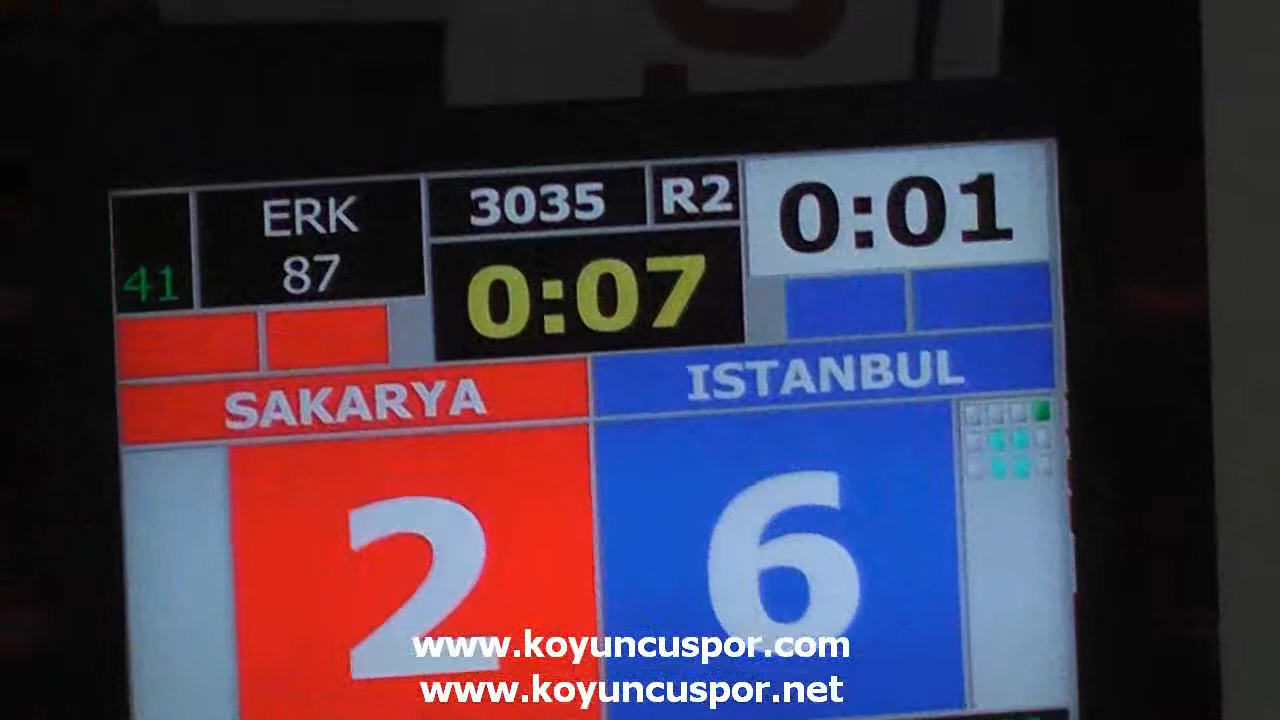 ERK
87
41
3035
R2
0:07
0:01
SAKARYA
ISTANBUL
2
6
www.koyuncuspor.com
www.koyuncuspor.net